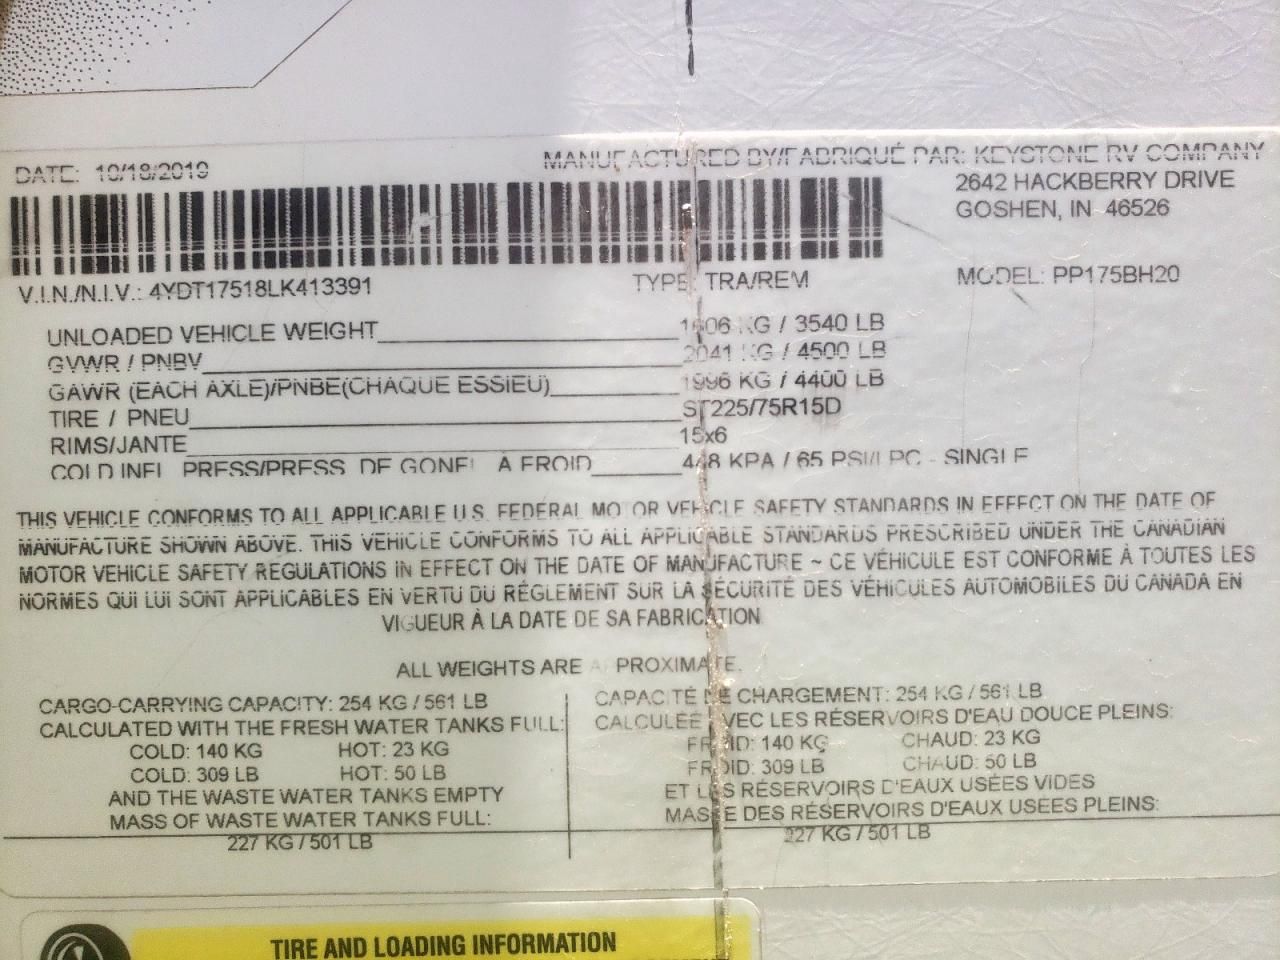 DATE: 10/18/2019
MANUFACTURED BY/FABRIQUÉ PAR: KEYSTONE RV COMPANY
2642 HACKBERRY DRIVE
GOSHEN, IN 46526
V.I.N./N.I.V.: 4YDT17518LK413391 TYPE: TRA/REM MODEL: PP175BH20
UNLOADED VEHICLE WEIGHT 1606 KG / 3540 LB
GVWR / PNBV 2041 KG / 4500 LB
GAWR (EACH AXLE)/PNBE(CHAQUE ESSIEU) 1996 KG / 4400 LB
TIRE / PNEU ST225/75R15D
RIMS/JANTE 15x6
COLD INFL. PRESS/PRESS. DE GONFL. A FROID 448 KPA / 65 PSI/LPC - SINGLE
THIS VEHICLE CONFORMS TO ALL APPLICABLE U.S. FEDERAL MOTOR VEHICLE SAFETY STANDARDS IN EFFECT ON THE DATE OF
MANUFACTURE SHOWN ABOVE. THIS VEHICLE CONFORMS TO ALL APPLICABLE STANDARDS PRESCRIBED UNDER THE CANADIAN
MOTOR VEHICLE SAFETY REGULATIONS IN EFFECT ON THE DATE OF MANUFACTURE ~ CE VÉHICULE EST CONFORME À TOUTES LES
NORMES QUI LUI SONT APPLICABLES EN VERTU DU RÉGLEMENT SUR LA SÉCURITÉ DES VÉHICULES AUTOMOBILES DU CANADA EN
VIGUEUR À LA DATE DE SA FABRICATION
ALL WEIGHTS ARE APPROXIMATE.
CARGO-CARRYING CAPACITY: 254 KG / 561 LB
CALCULATED WITH THE FRESH WATER TANKS FULL:
COLD: 140 KG HOT: 23 KG
COLD: 309 LB HOT: 50 LB
AND THE WASTE WATER TANKS EMPTY
MASS OF WASTE WATER TANKS FULL:
227 KG / 501 LB
CAPACITÉ DE CHARGEMENT: 254 KG / 561 LB
CALCULÉE AVEC LES RÉSERVOIRS D'EAU DOUCE PLEINS:
FROID: 140 KG CHAUD: 23 KG
FROID: 309 LB CHAUD: 50 LB
ET LES RÉSERVOIRS D'EAUX USÉES VIDES
MASSE DES RÉSERVOIRS D'EAUX USÉES PLEINS:
227 KG / 501 LB
TIRE AND LOADING INFORMATION